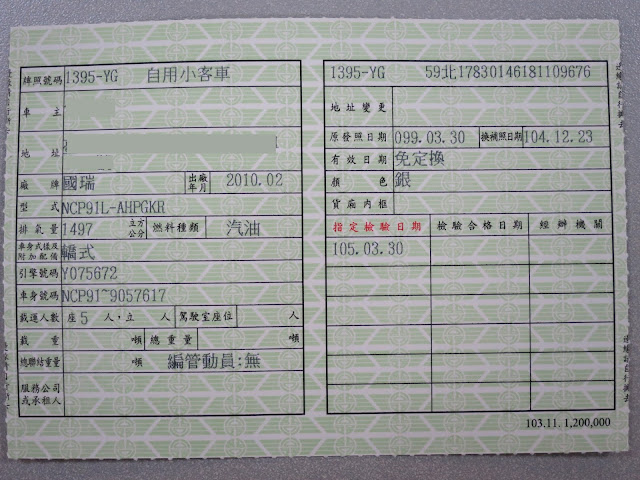 牌照號碼 1395-YG 自用小客車
車主
地址
廠牌 國瑞 出廠年月 2010.02
型式 NCP91L-AHPGKR
排氣量 1497 立方公分 燃料種類 汽油
車身式樣及附加配備 轎式
引擎號碼 Y075672
車身號碼 NCP91~9057617
載運人數 座5人,立 人 駕駛室座位 人
載重 噸 總重量 噸
總聯結重量 噸 編管動員:無
服務公司或承租人
1395-YG 59北17830146181109676
地址變更
原發照日期 099.03.30 換補照日期 104.12.23
有效日期 免定換
顏色 銀
貨廂內框
指定檢驗日期 檢驗合格日期 經辦機關
105.03.30
103.11. 1,200,000